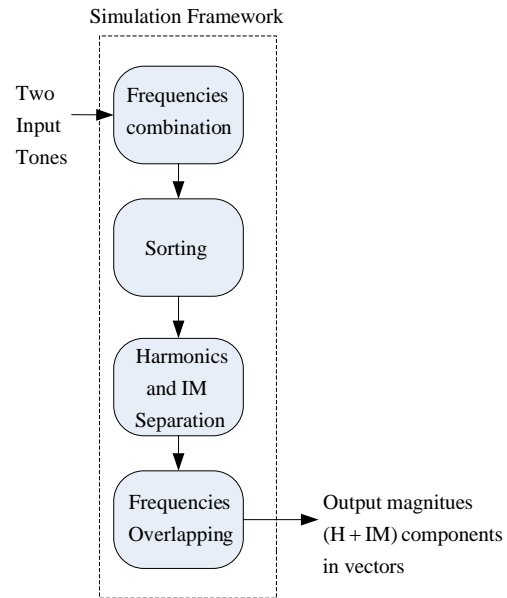 Simulation Framework
Two
Input
Tones
Frequencies
combination
Sorting
Harmonics
and IM
Separation
Frequencies
Overlapping
Output magnitues
(H + IM) components
in vectors